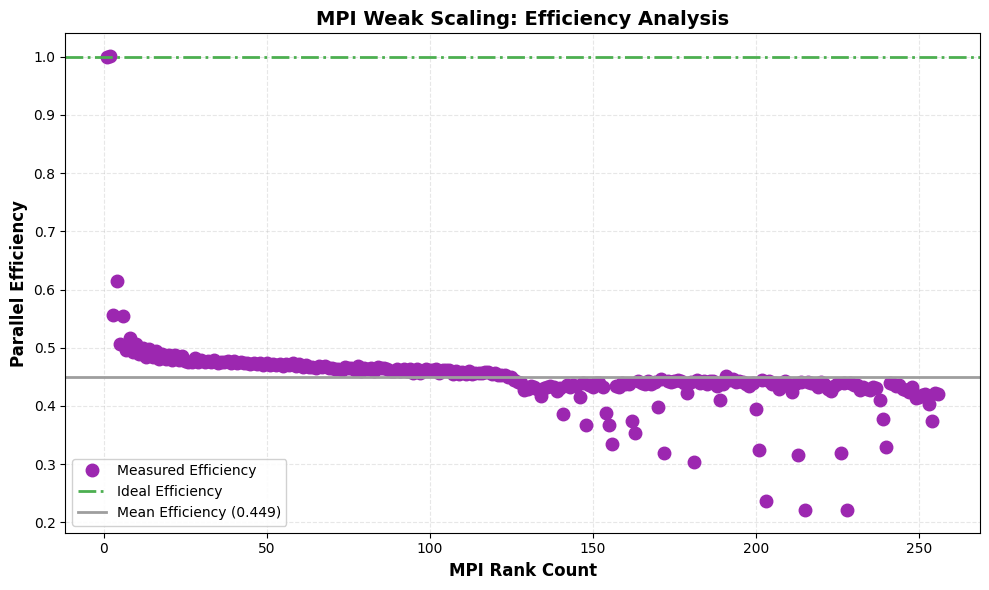 MPI Weak Scaling: Efficiency Analysis
Parallel Efficiency
1.0
0.9
0.8
0.7
0.6
0.5
0.4
0.3
0.2
Measured Efficiency
Ideal Efficiency
Mean Efficiency (0.449)
0
50
100
150
200
250
MPI Rank Count